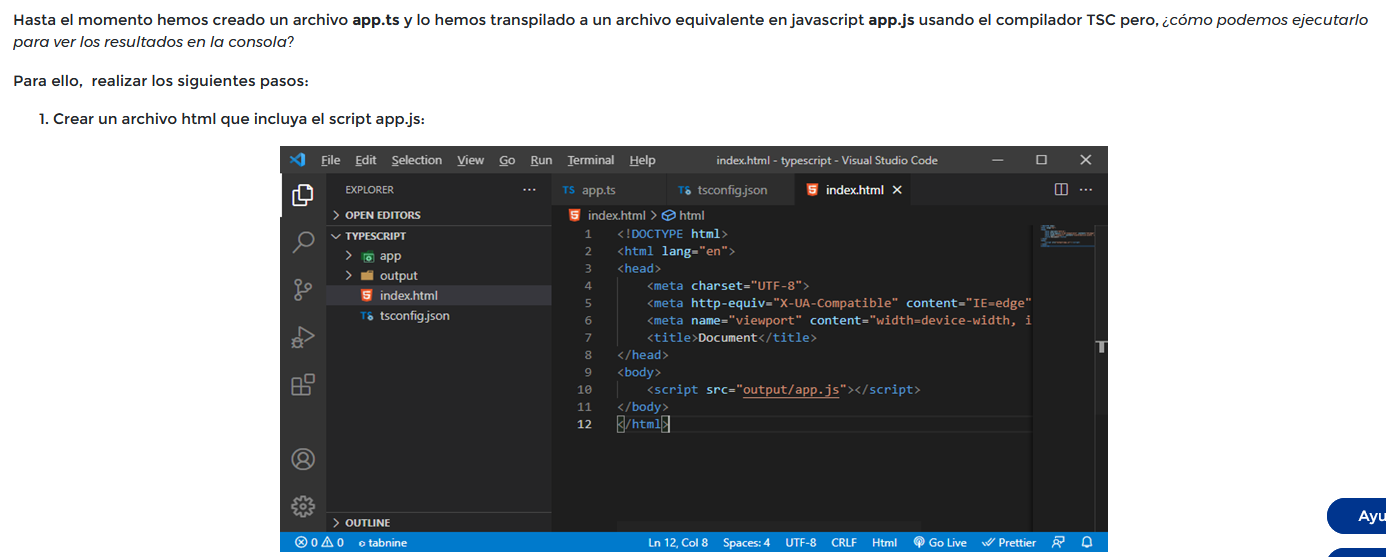 Hasta el momento hemos creado un archivo app.ts y lo hemos transpilado a un archivo equivalente en javascript app.js usando el compilador TSC pero, ¿cómo podemos ejecutarlo
para ver los resultados en la consola?
Para ello, realizar los siguientes pasos:
1. Crear un archivo html que incluya el script app.js:
File Edit Selection View Go Run Terminal Help index.html - typescript - Visual Studio Code
EXPLORER ... TS app.ts TS tsconfig.json index.html ...
OPEN EDITORS
index.html > html
TYPESCRIPT
app
output
index.html
TS tsconfig.json
1 <!DOCTYPE html>
2 <html lang="en">
3 <head>
4 <meta charset="UTF-8">
5 <meta http-equiv="X-UA-Compatible" content="IE=edge"
6 <meta name="viewport" content="width=device-width, i
7 <title>Document</title>
8 </head>
9 <body>
10 <script src="output/app.js"></script>
11 </body>
12 </html>
OUTLINE
0 0 tabnine Ln 12, Col 8 Spaces: 4 UTF-8 CRLF Html Go Live Prettier
T
Ayu